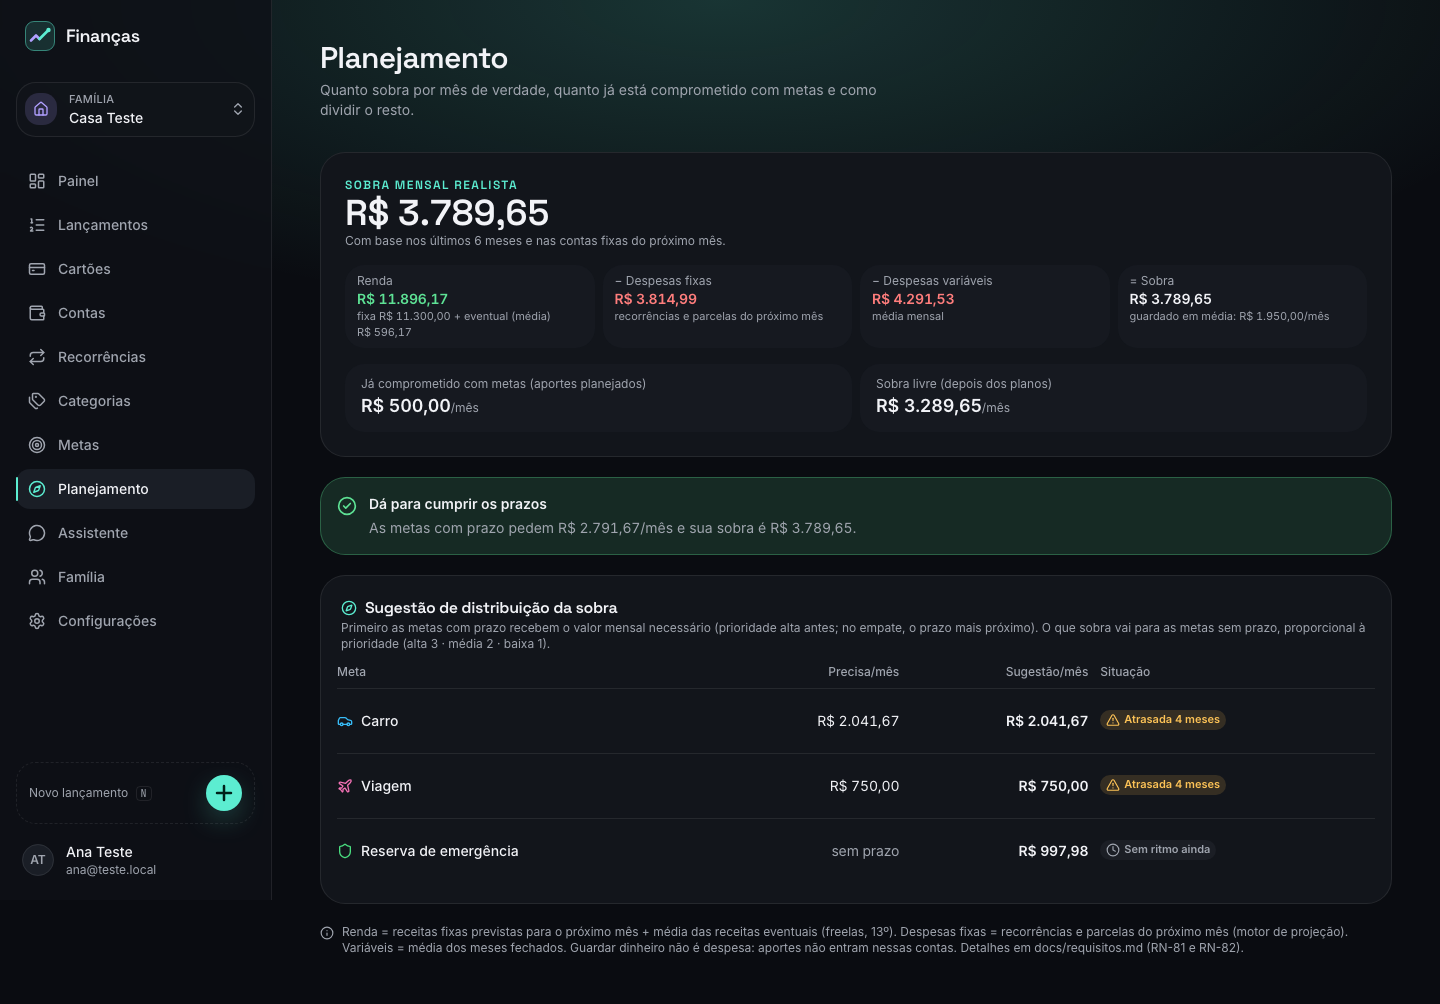 Finanças
FAMÍLIA
Casa Teste
Painel
Lançamentos
Cartões
Contas
Recorrências
Categorias
Metas
Planejamento
Assistente
Família
Configurações
Novo lançamento N
AT
Ana Teste
ana@teste.local
Planejamento
Quanto sobra por mês de verdade, quanto já está comprometido com metas e como
dividir o resto.
SOBRA MENSAL REALISTA
R$ 3.789,65
Com base nos últimos 6 meses e nas contas fixas do próximo mês.
Renda
R$ 11.896,17
fixa R$ 11.300,00 + eventual (média)
R$ 596,17
− Despesas fixas
R$ 3.814,99
recorrências e parcelas do próximo mês
− Despesas variáveis
R$ 4.291,53
média mensal
= Sobra
R$ 3.789,65
guardado em média: R$ 1.950,00/mês
Já comprometido com metas (aportes planejados)
R$ 500,00/mês
Sobra livre (depois dos planos)
R$ 3.289,65/mês
Dá para cumprir os prazos
As metas com prazo pedem R$ 2.791,67/mês e sua sobra é R$ 3.789,65.
Sugestão de distribuição da sobra
Primeiro as metas com prazo recebem o valor mensal necessário (prioridade alta antes; no empate, o prazo mais próximo). O que sobra vai para as metas sem prazo, proporcional à
prioridade (alta 3 · média 2 · baixa 1).
Meta Precisa/mês Sugestão/mês Situação
Carro R$ 2.041,67 R$ 2.041,67 Atrasada 4 meses
Viagem R$ 750,00 R$ 750,00 Atrasada 4 meses
Reserva de emergência sem prazo R$ 997,98 Sem ritmo ainda
Renda = receitas fixas previstas para o próximo mês + média das receitas eventuais (freelas, 13º). Despesas fixas = recorrências e parcelas do próximo mês (motor de projeção).
Variáveis = média dos meses fechados. Guardar dinheiro não é despesa: aportes não entram nessas contas. Detalhes em docs/requisitos.md (RN-81 e RN-82).